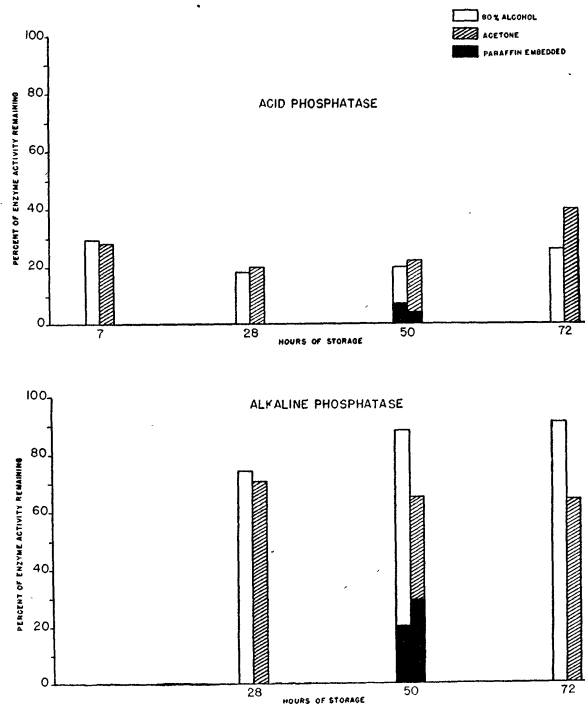 80% ALCOHOL
ACETONE
PARAFFIN EMBEDDED
ACID PHOSPHATASE
PERCENT OF ENZYME ACTIVITY REMAINING
100
80
60
40
20
0
7 28 50 72
HOURS OF STORAGE
ALKALINE PHOSPHATASE
PERCENT OF ENZYME ACTIVITY REMAINING
100
80
60
40
20
0
28 50 72
HOURS OF STORAGE